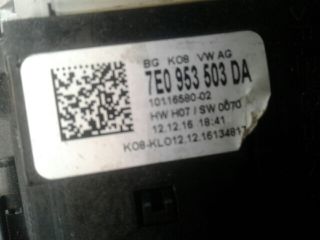 BG K08 VW AG
7E0 953 503 DA
10116580-02
HW H07 / SW 0070
12.12.16 18:41
K08-KLO12.12.16134817